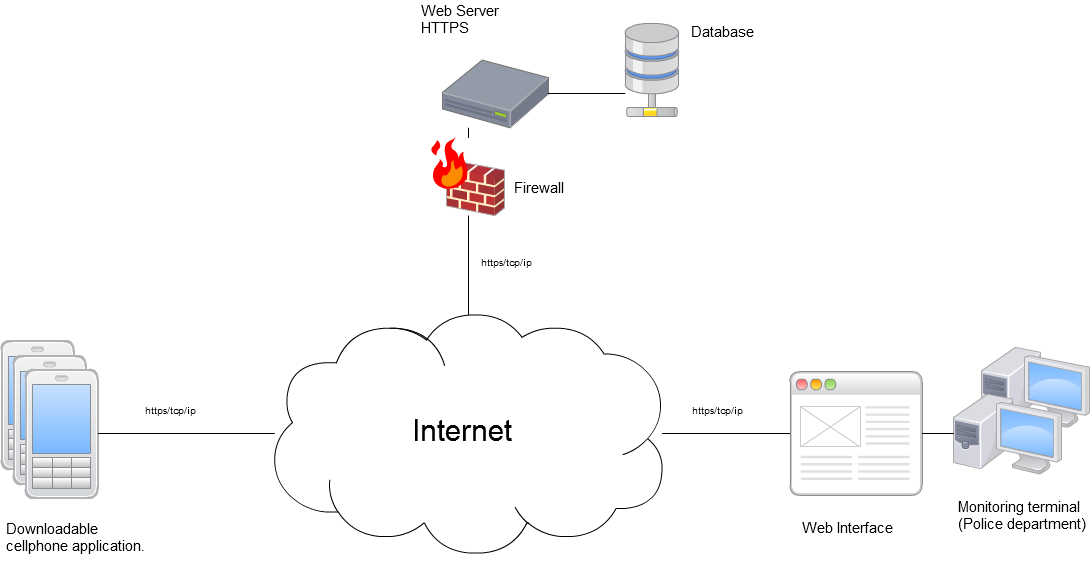 Web Server
HTTPS
Database
Firewall
https/tcp/ip
https/tcp/ip
Internet
https/tcp/ip
Downloadable
cellphone application.
Web Interface
Monitoring terminal
(Police department)